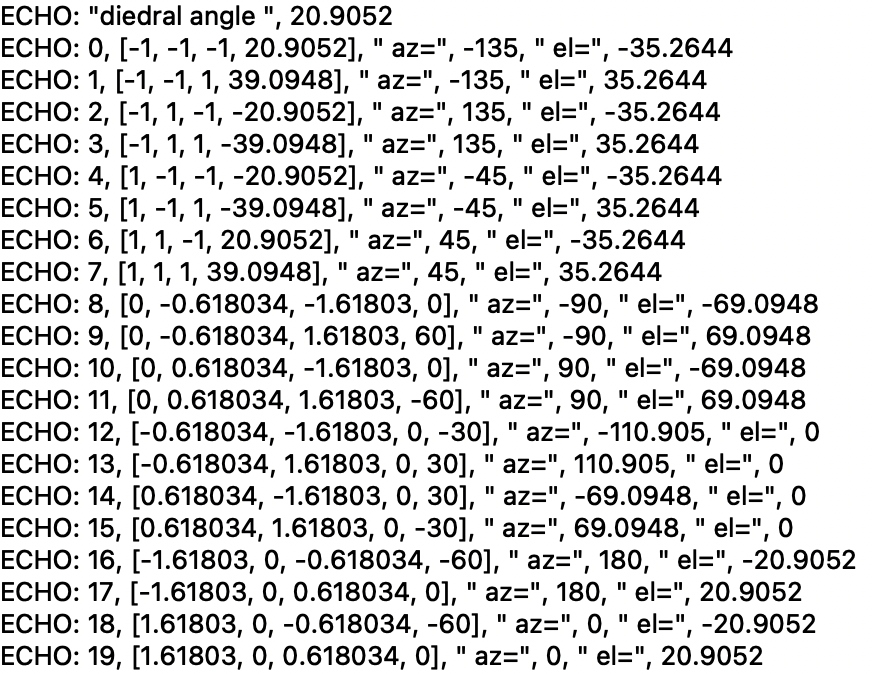 ECHO: "diedral angle ", 20.9052
ECHO: 0, [-1, -1, -1, 20.9052], " az=", -135, " el=", -35.2644
ECHO: 1, [-1, -1, 1, 39.0948], " az=", -135, " el=", 35.2644
ECHO: 2, [-1, 1, -1, -20.9052], " az=", 135, " el=", -35.2644
ECHO: 3, [-1, 1, 1, -39.0948], " az=", 135, " el=", 35.2644
ECHO: 4, [1, -1, -1, -20.9052], " az=", -45, " el=", -35.2644
ECHO: 5, [1, -1, 1, -39.0948], " az=", -45, " el=", 35.2644
ECHO: 6, [1, 1, -1, 20.9052], " az=", 45, " el=", -35.2644
ECHO: 7, [1, 1, 1, 39.0948], " az=", 45, " el=", 35.2644
ECHO: 8, [0, -0.618034, -1.61803, 0], " az=", -90, " el=", -69.0948
ECHO: 9, [0, -0.618034, 1.61803, 60], " az=", -90, " el=", 69.0948
ECHO: 10, [0, 0.618034, -1.61803, 0], " az=", 90, " el=", -69.0948
ECHO: 11, [0, 0.618034, 1.61803, -60], " az=", 90, " el=", 69.0948
ECHO: 12, [-0.618034, -1.61803, 0, -30], " az=", -110.905, " el=", 0
ECHO: 13, [-0.618034, 1.61803, 0, 30], " az=", 110.905, " el=", 0
ECHO: 14, [0.618034, -1.61803, 0, 30], " az=", -69.0948, " el=", 0
ECHO: 15, [0.618034, 1.61803, 0, -30], " az=", 69.0948, " el=", 0
ECHO: 16, [-1.61803, 0, -0.618034, -60], " az=", 180, " el=", -20.9052
ECHO: 17, [-1.61803, 0, 0.618034, 0], " az=", 180, " el=", 20.9052
ECHO: 18, [1.61803, 0, -0.618034, -60], " az=", 0, " el=", -20.9052
ECHO: 19, [1.61803, 0, 0.618034, 0], " az=", 0, " el=", 20.9052